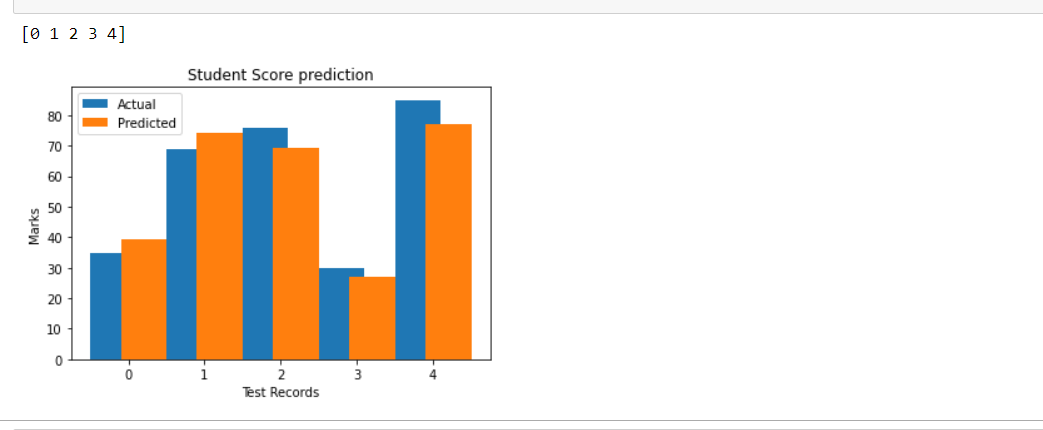 [0 1 2 3 4]
Student Score prediction
Actual
Predicted
80
70
60
50
40
30
20
10
0
Marks
0 1 2 3 4
Test Records